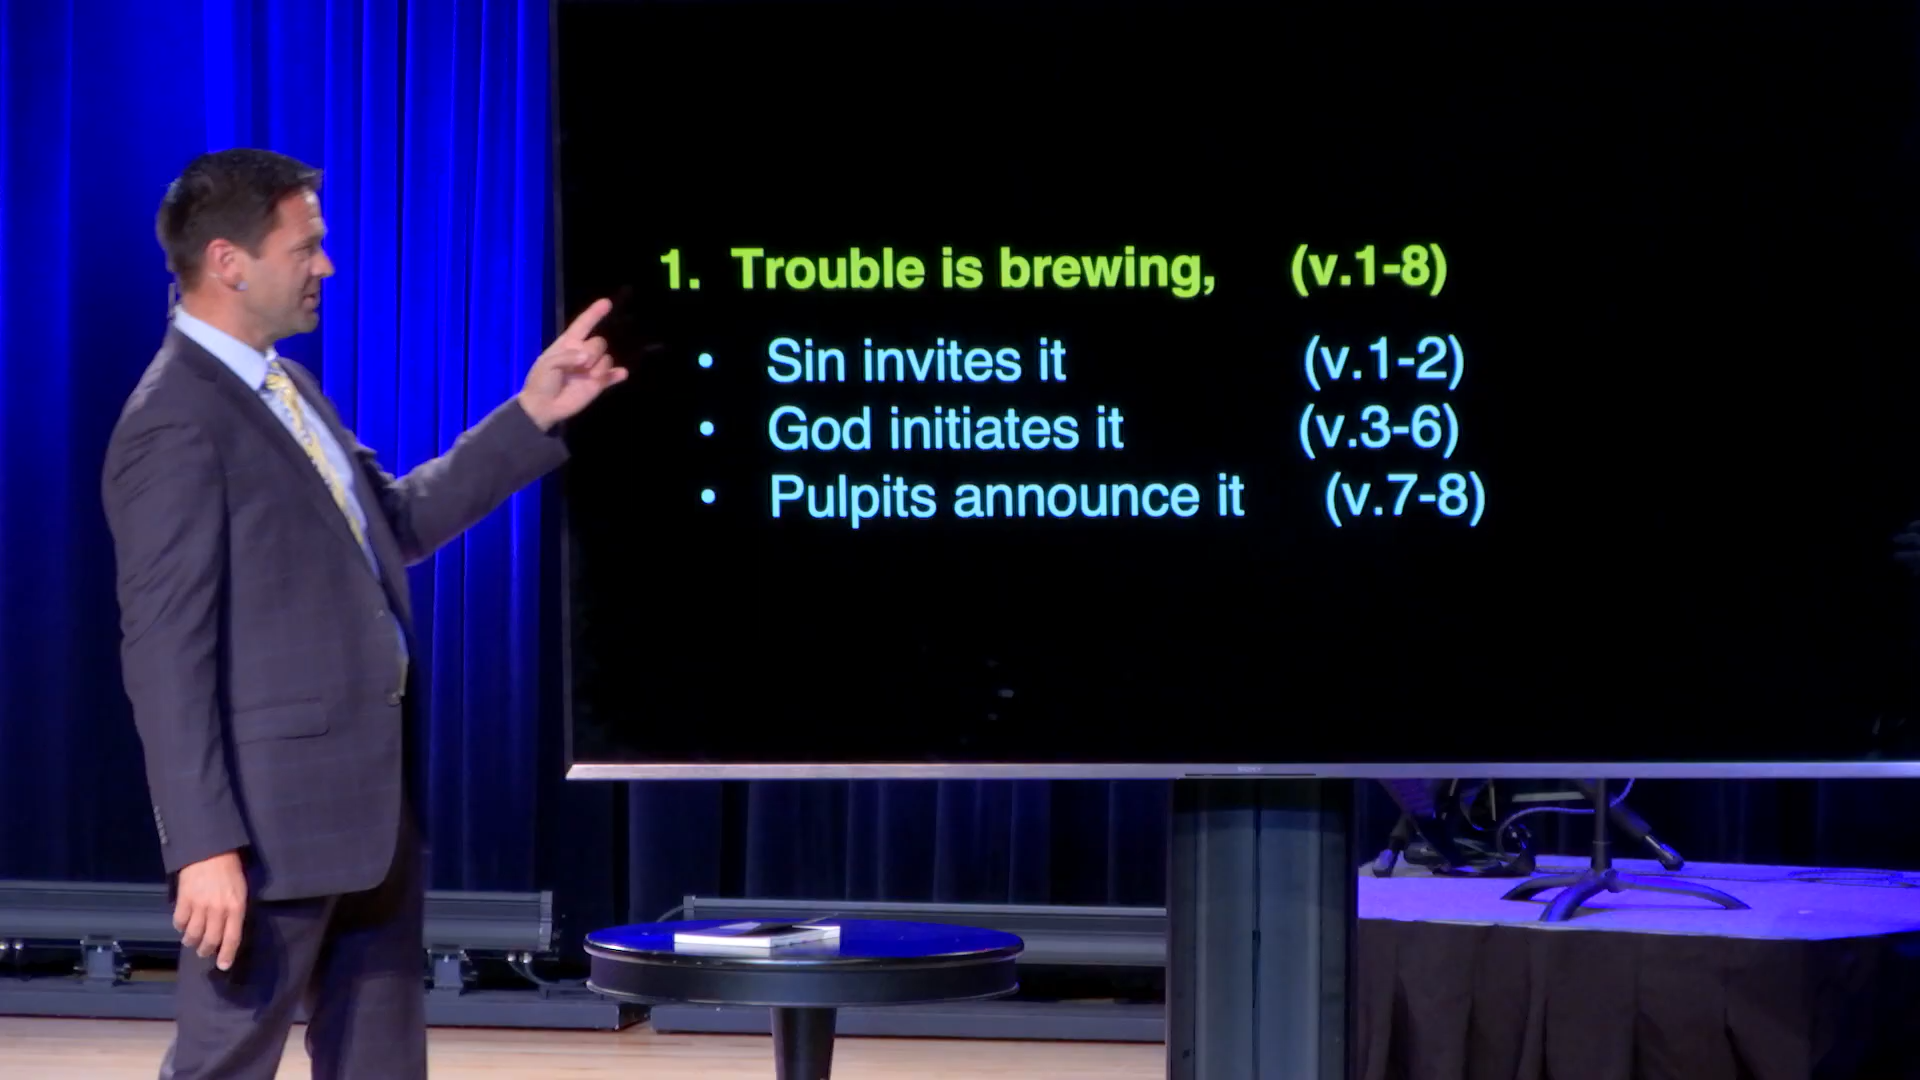 1. Trouble is brewing, (v.1-8)
• Sin invites it (v.1-2)
• God initiates it (v.3-6)
• Pulpits announce it (v.7-8)